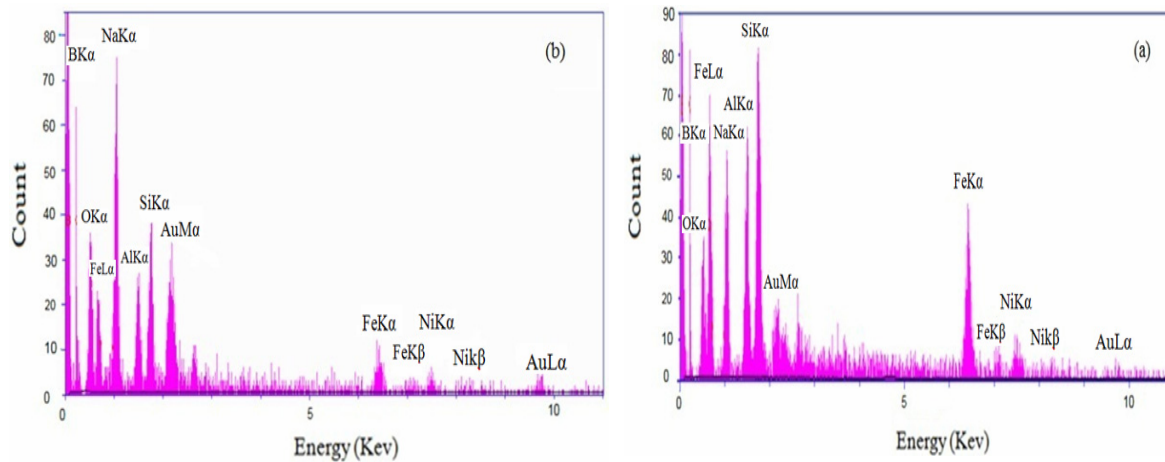 80
70
60
50
40
30
20
10
0
Count
BKα
NaKα
(b)
OKα
FeLα
AlKα
SiKα
AuMα
FeKα
FeKβ
NiKα
Nikβ
AuLα
0
5
10
Energy (Kev)
90
80
70
60
50
40
30
20
10
0
Count
SiKα
(a)
FeLα
AlKα
BKα
NaKα
OKα
AuMα
FeKα
FeKβ
NiKα
Nikβ
AuLα
0
5
10
Energy (Kev)